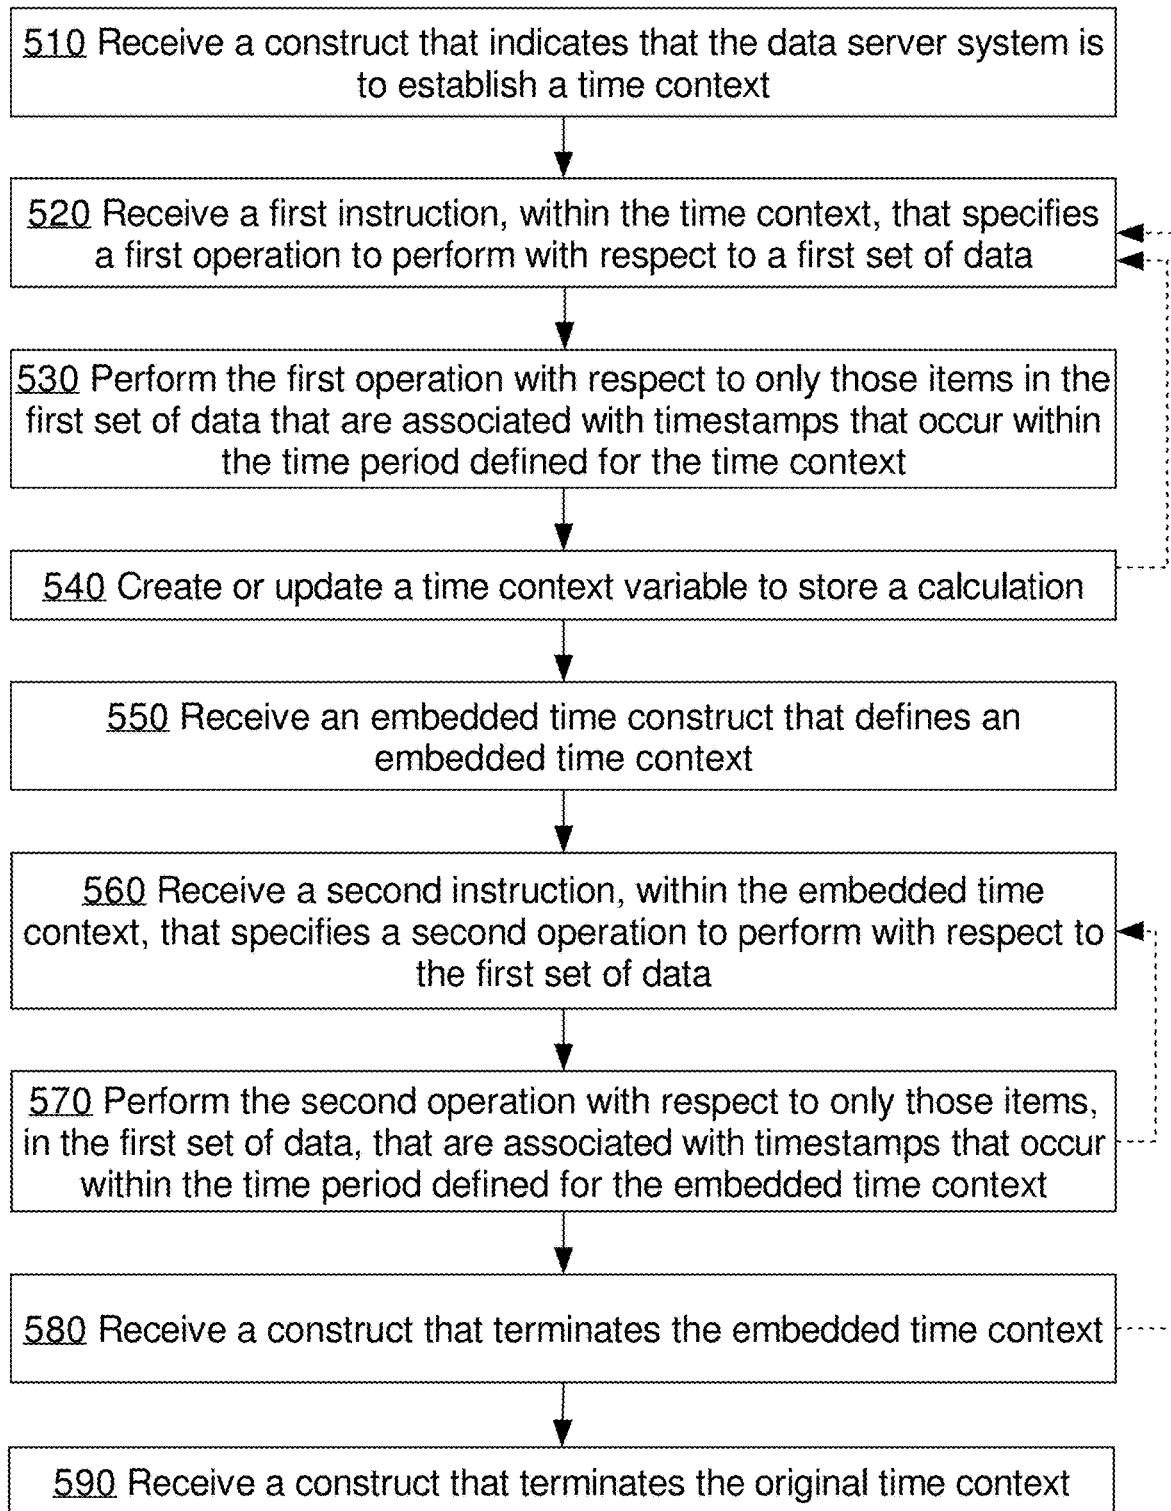 510 Receive a construct that indicates that the data server system is
to establish a time context
520 Receive a first instruction, within the time context, that specifies
a first operation to perform with respect to a first set of data
530 Perform the first operation with respect to only those items in the
first set of data that are associated with timestamps that occur within
the time period defined for the time context
540 Create or update a time context variable to store a calculation
550 Receive an embedded time construct that defines an
embedded time context
560 Receive a second instruction, within the embedded time
context, that specifies a second operation to perform with respect to
the first set of data
570 Perform the second operation with respect to only those items,
in the first set of data, that are associated with timestamps that occur
within the time period defined for the embedded time context
580 Receive a construct that terminates the embedded time context
590 Receive a construct that terminates the original time context